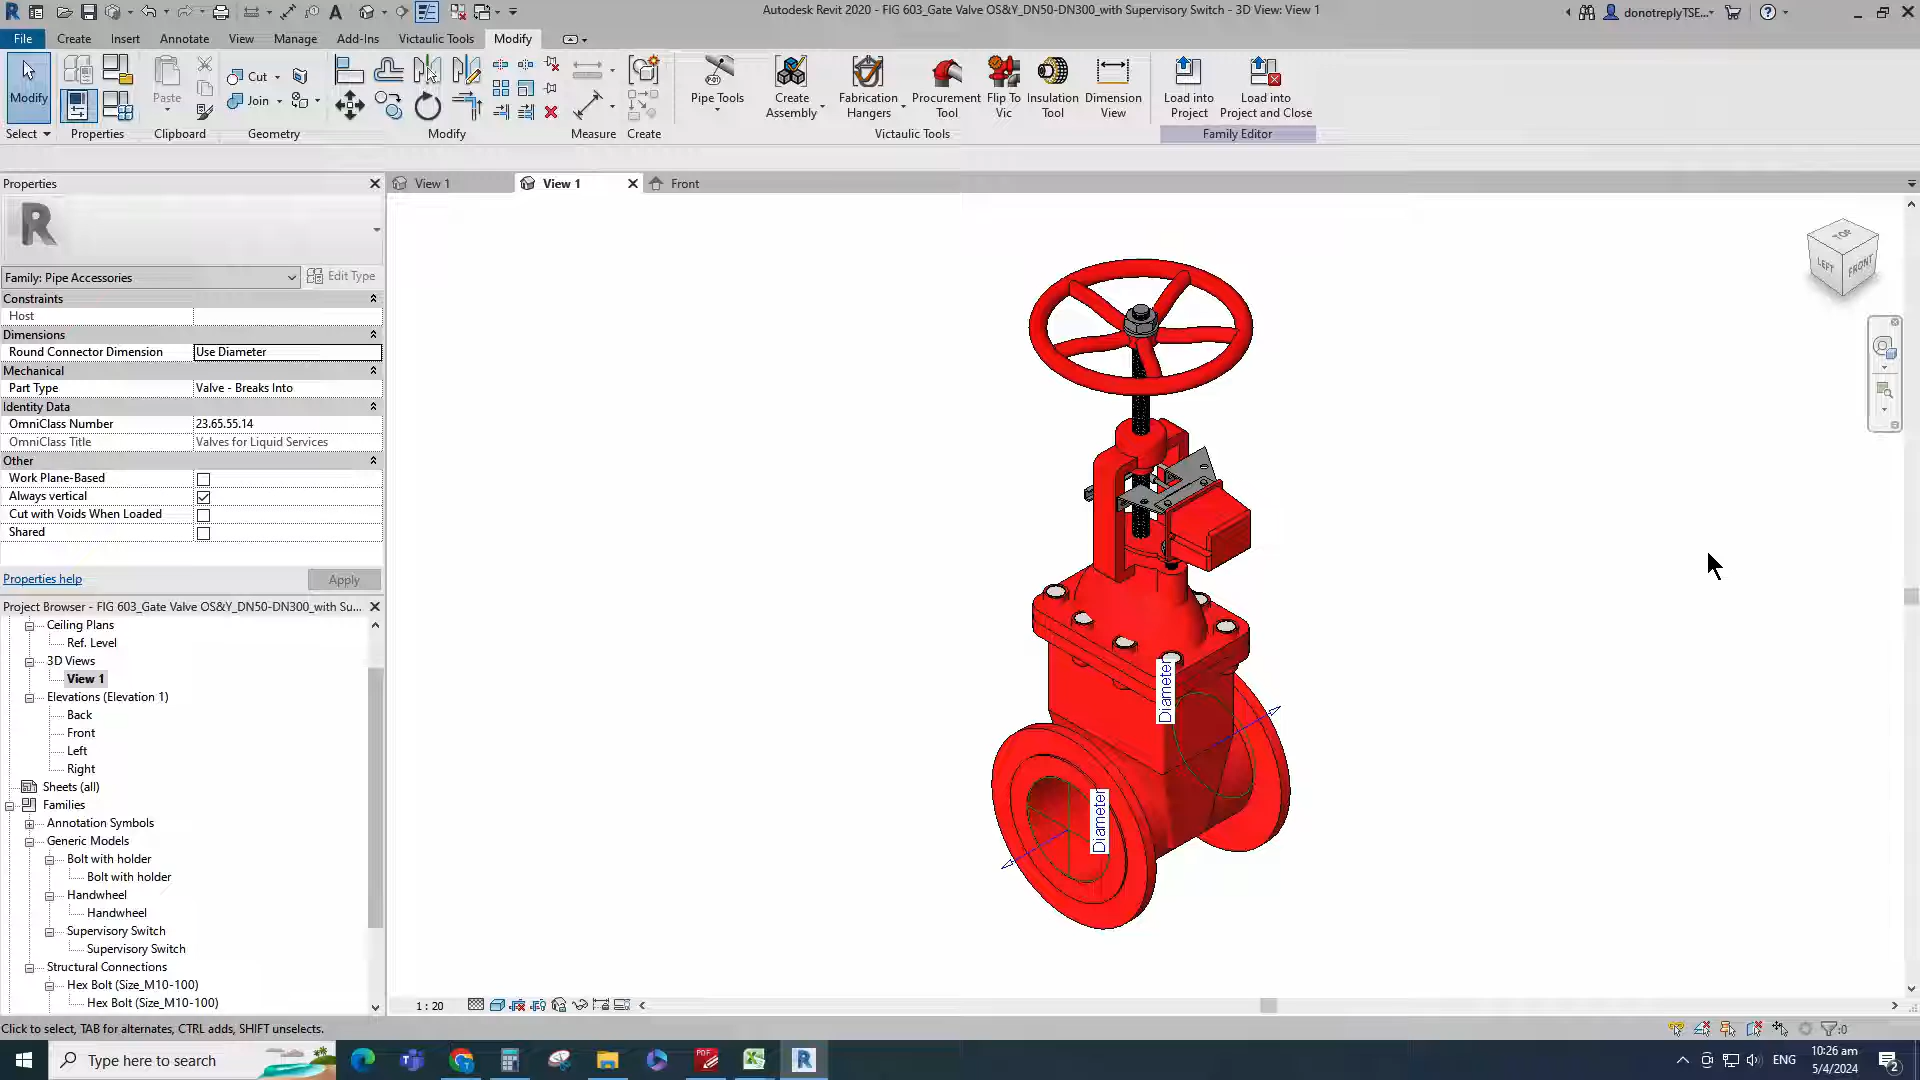 Autodesk Revit 2020 - FIG 603_Gate Valve OS&Y_DN50-DN300_with Supervisory Switch - 3D View: View 1
donotreplyTSE...
File
Create
Insert
Annotate
View
Manage
Add-Ins
Victaulic Tools
Modify
Modify
Paste
Cut
Join
Pipe Tools
Create
Assembly
Fabrication
Hangers
Procurement
Tool
Flip To
Vic
Insulation
Tool
Dimension
View
Load into
Project
Load into
Project and Close
Select
Properties
Clipboard
Geometry
Modify
Measure
Create
Victaulic Tools
Family Editor
Properties
View 1
View 1
Front
R
Family: Pipe Accessories
Edit Type
Constraints
Host
Dimensions
Round Connector Dimension
Use Diameter
Mechanical
Part Type
Valve - Breaks Into
Identity Data
OmniClass Number
23.65.55.14
OmniClass Title
Valves for Liquid Services
Other
Work Plane-Based
Always vertical
Cut with Voids When Loaded
Shared
Properties help
Apply
Project Browser - FIG 603_Gate Valve OS&Y_DN50-DN300_with Su...
Ceiling Plans
Ref. Level
3D Views
View 1
Elevations (Elevation 1)
Back
Front
Left
Right
Sheets (all)
Families
Annotation Symbols
Generic Models
Bolt with holder
Bolt with holder
Handwheel
Handwheel
Supervisory Switch
Supervisory Switch
Structural Connections
Hex Bolt (Size_M10-100)
Hex Bolt (Size_M10-100)
TOP
LEFT
FRONT
Diameter
Diameter
1 : 20
Click to select, TAB for alternates, CTRL adds, SHIFT unselects.
:0
Type here to search
ENG
10:26 am
5/4/2024
2